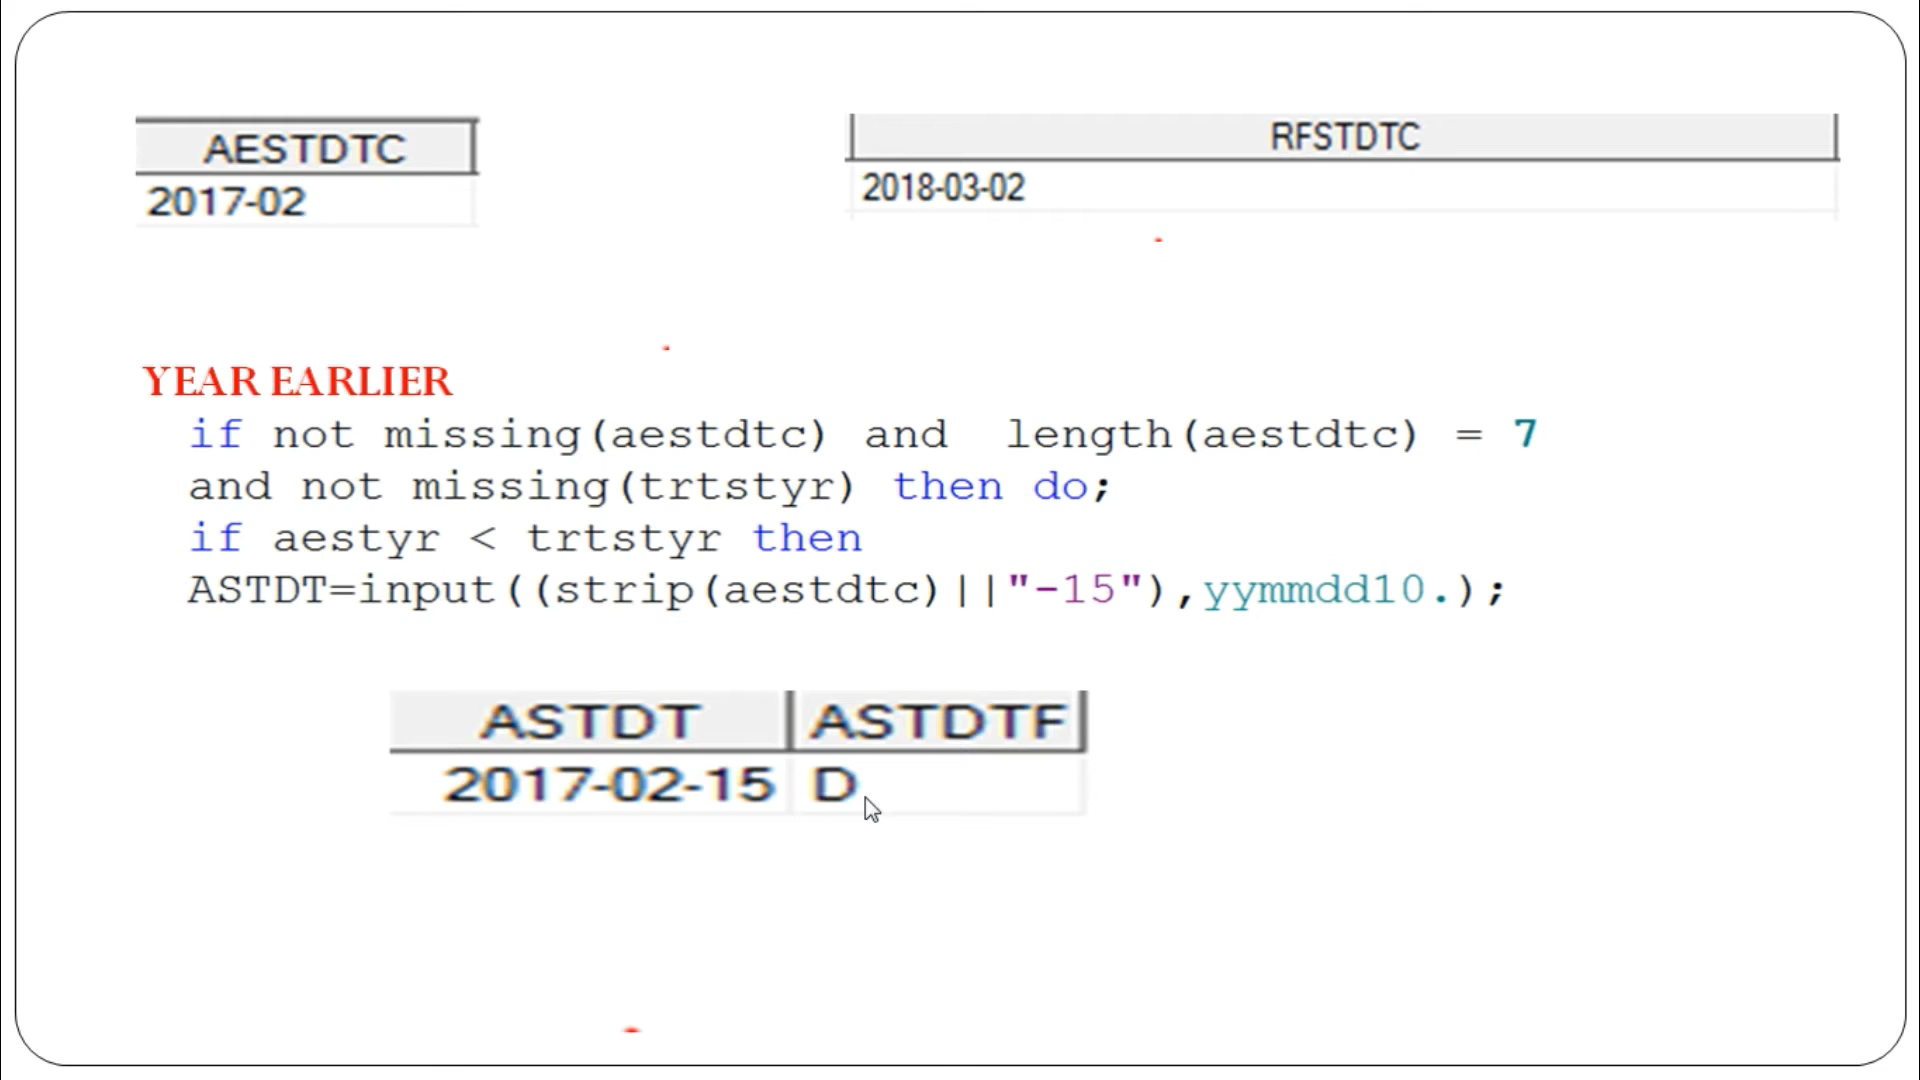 AESTDTC
2017-02
RFSTDTC
2018-03-02
YEAR EARLIER
if not missing(aestdtc) and  length(aestdtc) = 7
and not missing(trtstyr) then do;
if aestyr < trtstyr then
ASTDT=input((strip(aestdtc)||"-15"),yymmdd10.);
ASTDT ASTDTF
2017-02-15 D